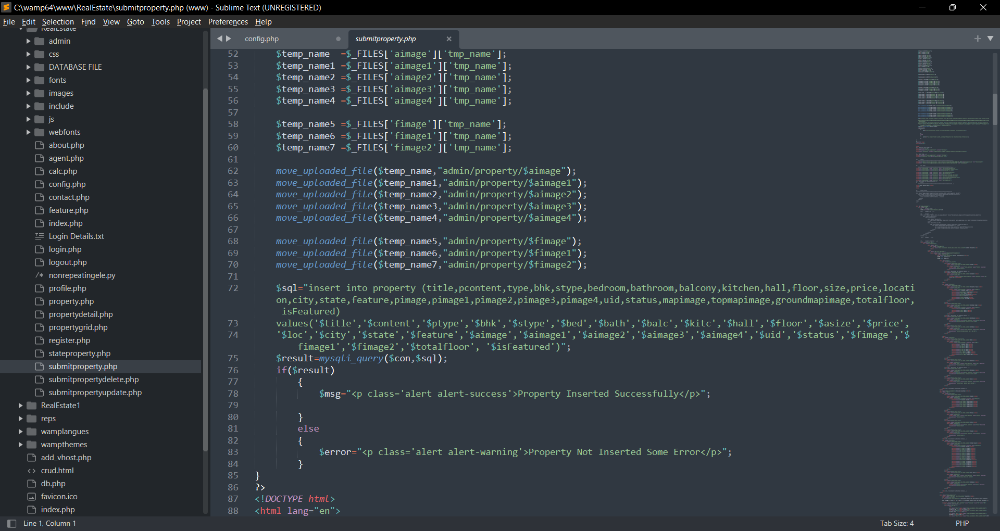 C:\wamp64\www\RealEstate\submitproperty.php (www) - Sublime Text (UNREGISTERED)
File Edit Selection Find View Goto Tools Project Preferences Help
RealEstate
admin
css
DATABASE FILE
fonts
images
include
js
webfonts
about.php
agent.php
calc.php
config.php
contact.php
feature.php
index.php
Login Details.txt
login.php
logout.php
/* nonrepeatingele.py
profile.php
property.php
propertydetail.php
propertygrid.php
register.php
stateproperty.php
submitproperty.php
submitpropertydelete.php
submitpropertyupdate.php
RealEstate1
reps
wamplangues
wampthemes
add_vhost.php
<> crud.html
db.php
favicon.ico
index.php
config.php
submitproperty.php
52 $temp_name  =$_FILES['aimage']['tmp_name'];
53 $temp_name1 =$_FILES['aimage1']['tmp_name'];
54 $temp_name2 =$_FILES['aimage2']['tmp_name'];
55 $temp_name3 =$_FILES['aimage3']['tmp_name'];
56 $temp_name4 =$_FILES['aimage4']['tmp_name'];
57
58 $temp_name5 =$_FILES['fimage']['tmp_name'];
59 $temp_name6 =$_FILES['fimage1']['tmp_name'];
60 $temp_name7 =$_FILES['fimage2']['tmp_name'];
61
62 move_uploaded_file($temp_name,"admin/property/$aimage");
63 move_uploaded_file($temp_name1,"admin/property/$aimage1");
64 move_uploaded_file($temp_name2,"admin/property/$aimage2");
65 move_uploaded_file($temp_name3,"admin/property/$aimage3");
66 move_uploaded_file($temp_name4,"admin/property/$aimage4");
67
68 move_uploaded_file($temp_name5,"admin/property/$fimage");
69 move_uploaded_file($temp_name6,"admin/property/$fimage1");
70 move_uploaded_file($temp_name7,"admin/property/$fimage2");
71
72 $sql="insert into property (title,pcontent,type,bhk,stype,bedroom,bathroom,balcony,kitchen,hall,floor,size,price,locati
on,city,state,feature,pimage,pimage1,pimage2,pimage3,pimage4,uid,status,mapimage,topmapimage,groundmapimage,totalfloor,
isFeatured)
73 values('$title','$content','$ptype','$bhk','$stype','$bed','$bath','$balc','$kitc','$hall','$floor','$asize','$price',
74 '$loc','$city','$state','$feature','$aimage','$aimage1','$aimage2','$aimage3','$aimage4','$uid','$status','$fimage','$
fimage1','$fimage2','$totalfloor', '$isFeatured')";
75 $result=mysqli_query($con,$sql);
76 if($result)
77 {
78 $msg="<p class='alert alert-success'>Property Inserted Successfully</p>";
79
80 }
81 else
82 {
83 $error="<p class='alert alert-warning'>Property Not Inserted Some Error</p>";
84 }
85 }
86 ?>
87 <!DOCTYPE html>
88 <html lang="en">
Line 1, Column 1
Tab Size: 4
PHP